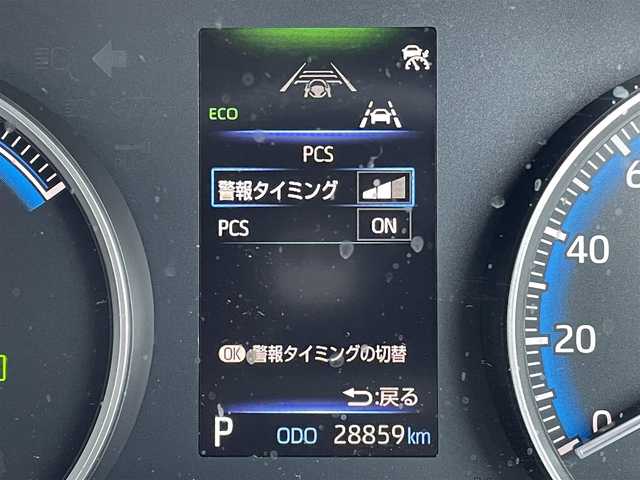 ECO
PCS
警報タイミング
PCS ON
OK:警報タイミングの切替
:戻る
P ODO 28859km
40
20
0